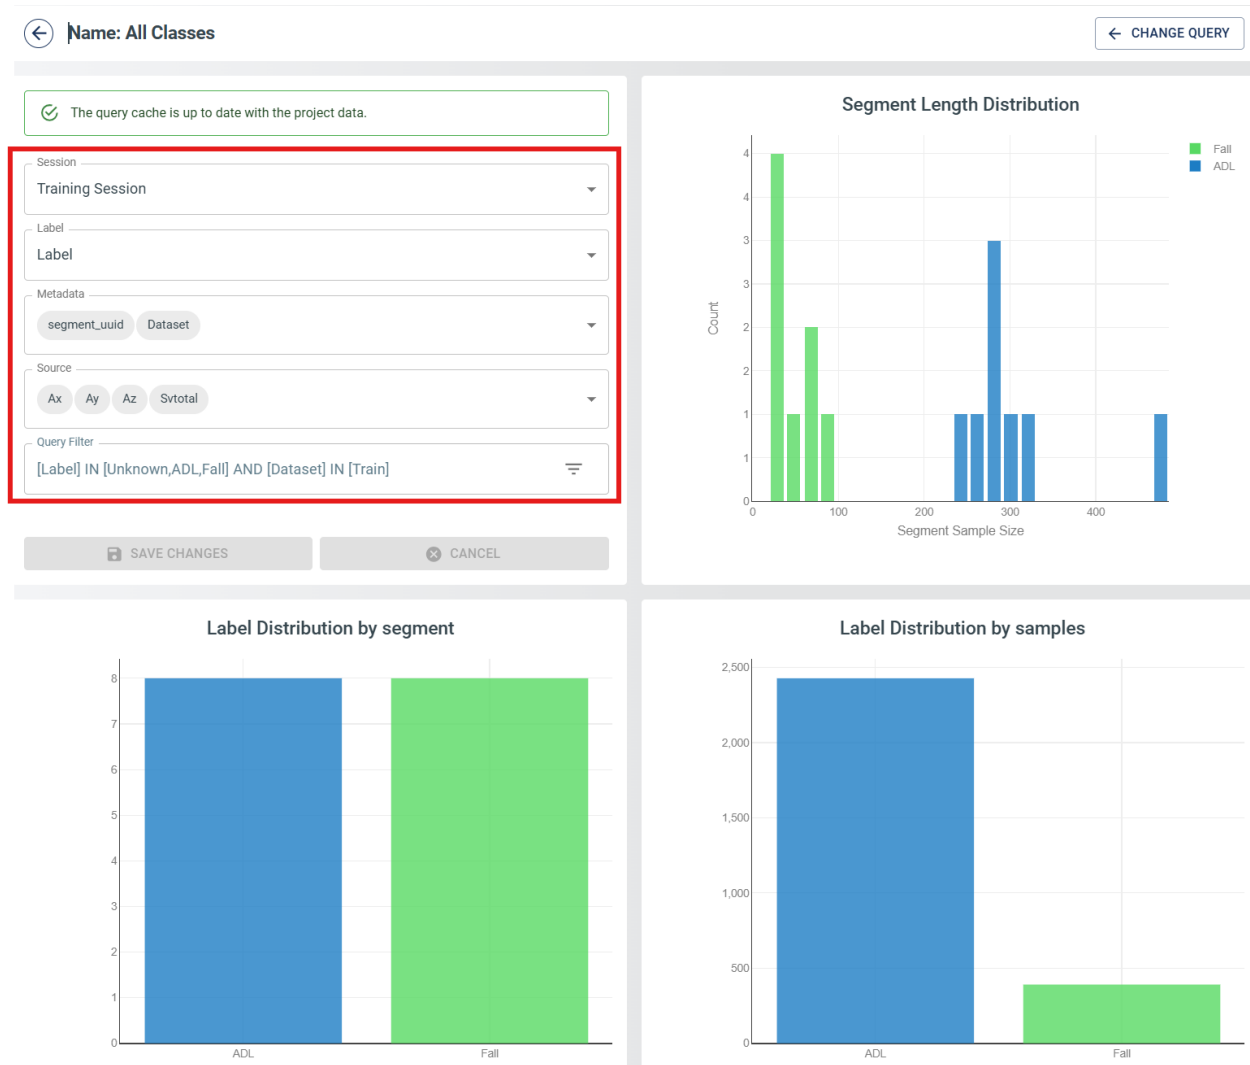 Name: All Classes
CHANGE QUERY
The query cache is up to date with the project data.
Session
Training Session
Label
Label
Metadata
segment_uuid Dataset
Source
Ax Ay Az Svtotal
Query Filter
[Label] IN [Unknown,ADL,Fall] AND [Dataset] IN [Train]
SAVE CHANGES CANCEL
Segment Length Distribution
Fall
ADL
4
4
3
3
2
2
1
1
0
Count
0 100 200 300 400
Segment Sample Size
Label Distribution by segment
8
7
6
5
4
3
2
1
0
ADL Fall
Label Distribution by samples
2,500
2,000
1,500
1,000
500
0
ADL Fall